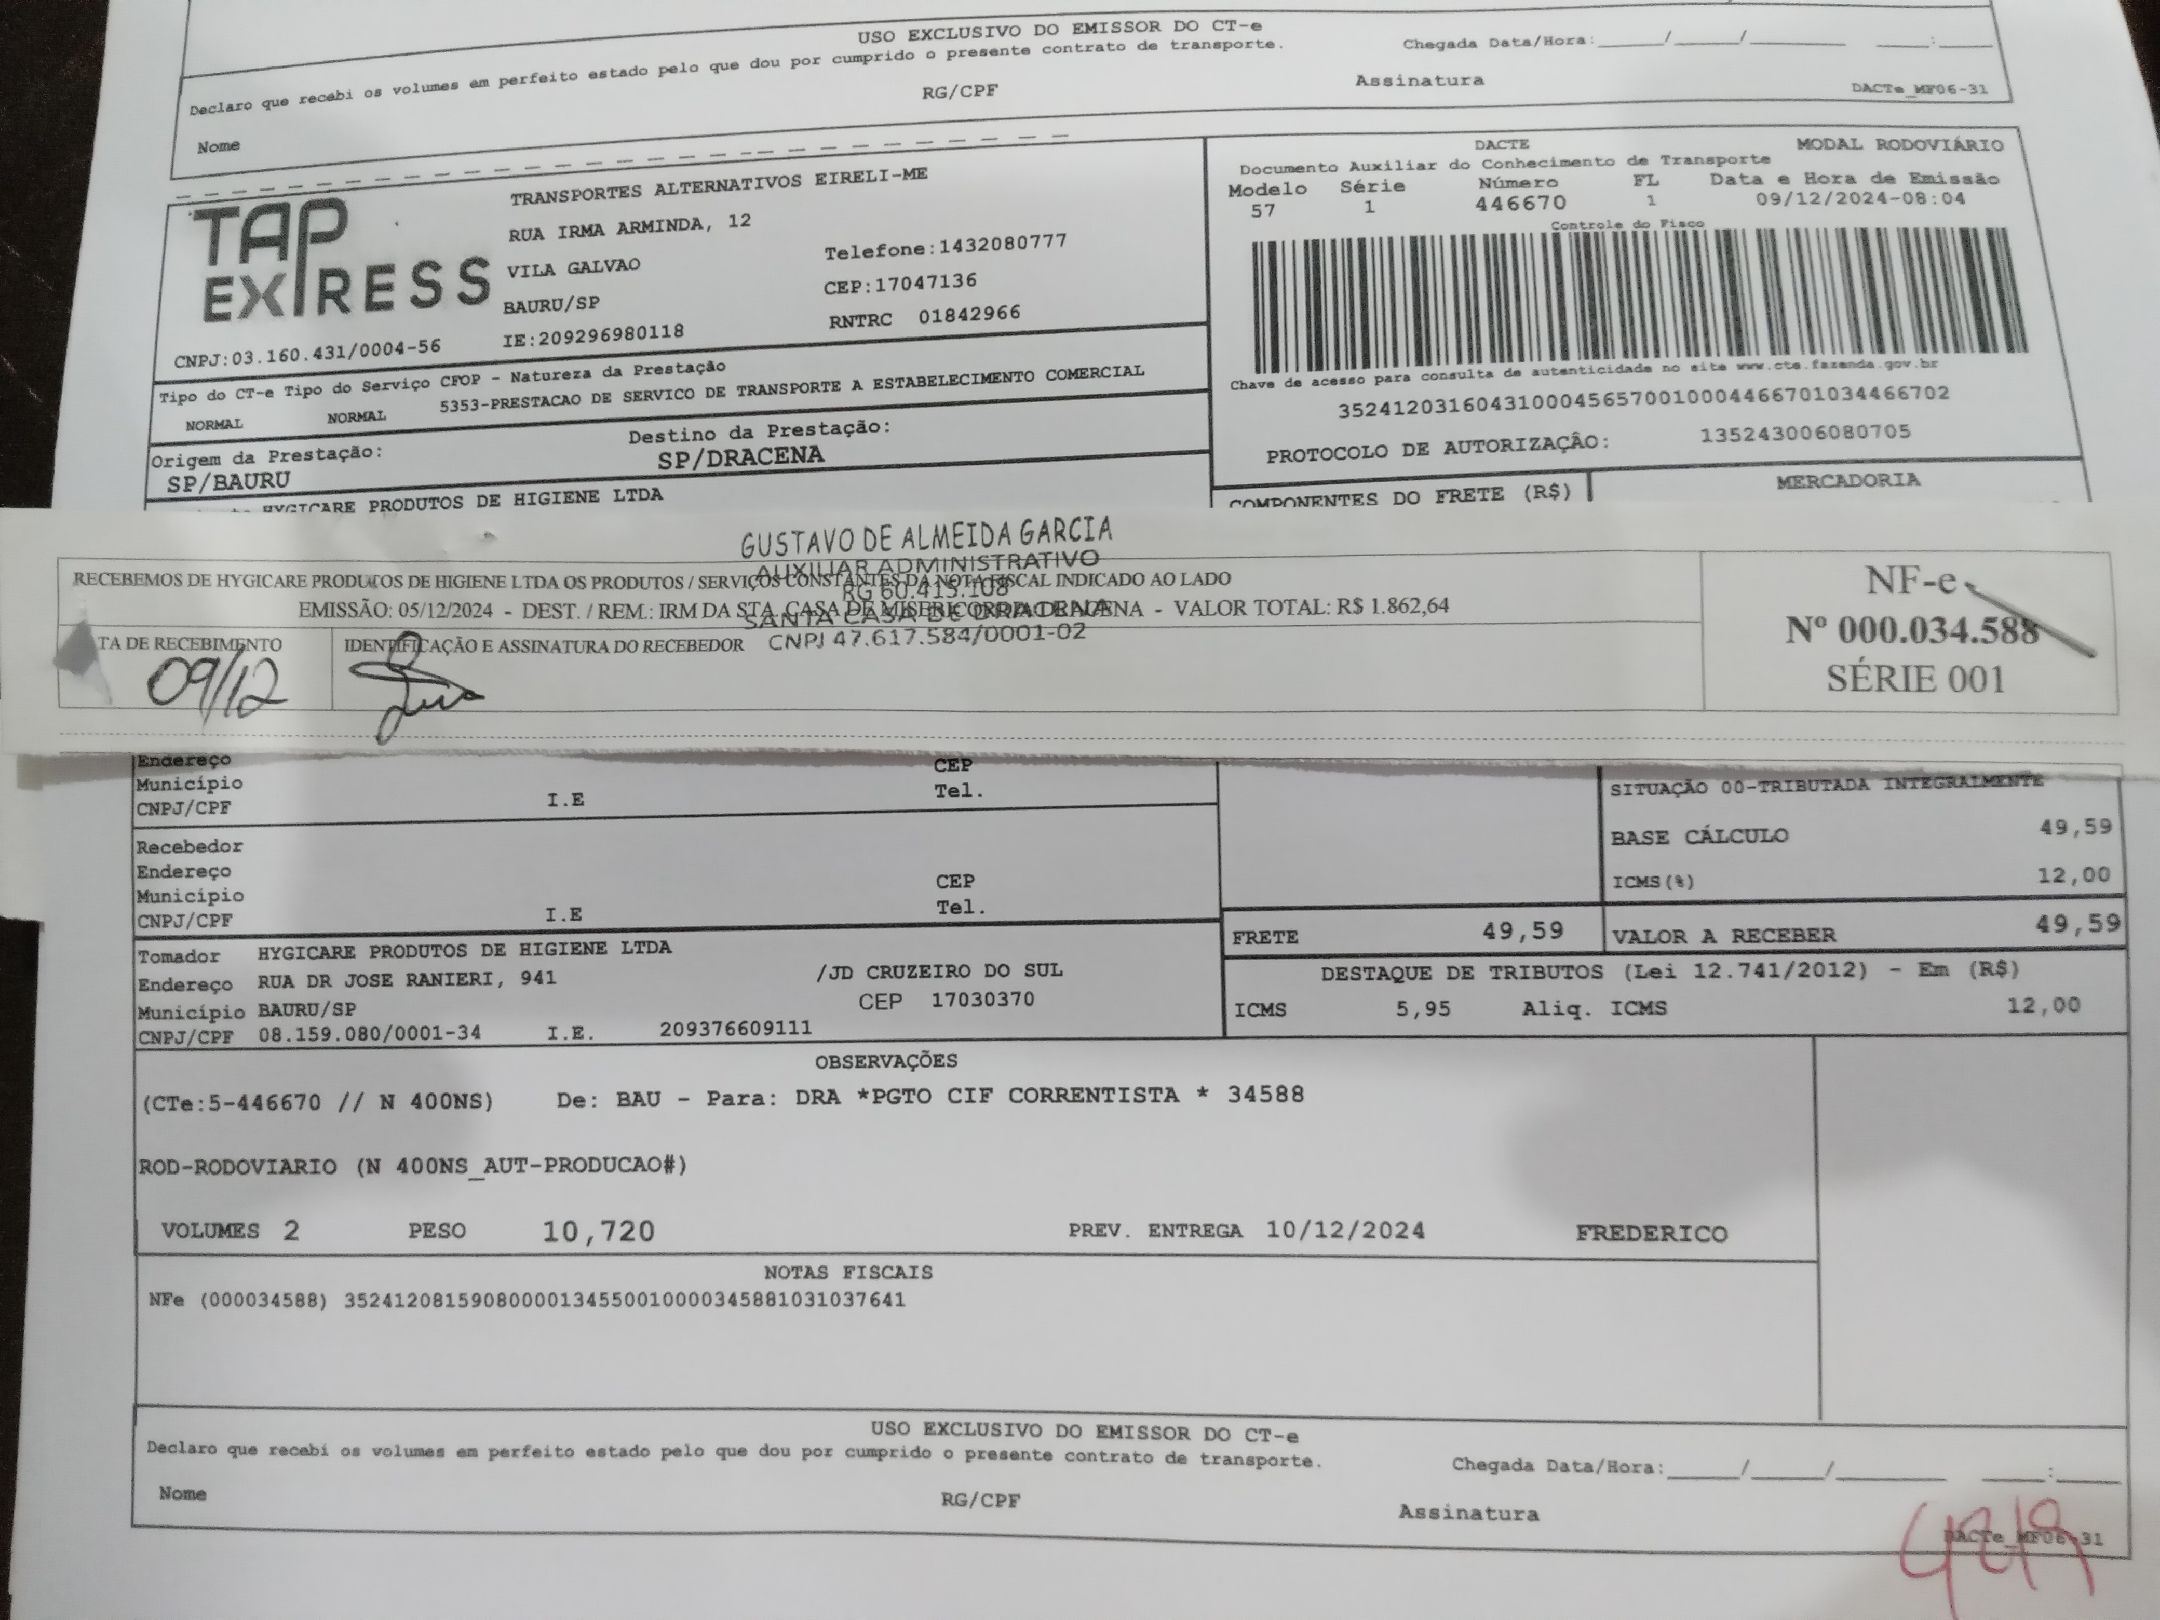 USO EXCLUSIVO DO EMISSOR DO CT-e
Declaro que recebi os volumes em perfeito estado pelo que dou por cumprido o presente contrato de transporte.
Chegada Data/Hora:_____/_____/_______ ____:____
Nome
RG/CPF
Assinatura
DACTe_MF06-31
TAP EXPRESS
TRANSPORTES ALTERNATIVOS EIRELI-ME
RUA IRMA ARMINDA, 12
VILA GALVAO
Telefone:1432080777
BAURU/SP
CEP:17047136
CNPJ:03.160.431/0004-56
IE:209296980118
RNTRC 01842966
DACTE
MODAL RODOVIÁRIO
Documento Auxiliar do Conhecimento de Transporte
Modelo Série Número FL Data e Hora de Emissão
57 1 446670 1 09/12/2024-08:04
Controle do Fisco
Chave de acesso para consulta de autenticidade no site www.cte.fazenda.gov.br
35241203160431000456570010004466701034466702
PROTOCOLO DE AUTORIZAÇÃO: 135243006080705
Tipo do CT-e Tipo do Serviço CFOP - Natureza da Prestação
NORMAL NORMAL 5353-PRESTACAO DE SERVICO DE TRANSPORTE A ESTABELECIMENTO COMERCIAL
Origem da Prestação: Destino da Prestação:
SP/BAURU SP/DRACENA
HYGICARE PRODUTOS DE HIGIENE LTDA
COMPONENTES DO FRETE (R$)
MERCADORIA
GUSTAVO DE ALMEIDA GARCIA
AUXILIAR ADMINISTRATIVO
RG 60.415.108
SANTA CASA DE DRACENA
CNPJ 47.617.584/0001-02
RECEBEMOS DE HYGICARE PRODUTOS DE HIGIENE LTDA OS PRODUTOS / SERVIÇOS CONSTANTES DA NOTA FISCAL INDICADO AO LADO
EMISSÃO: 05/12/2024 - DEST. / REM.: IRM DA STA. CASA DE MISERICORDIA DRACENA - VALOR TOTAL: R$ 1.862,64
TA DE RECEBIMENTO
IDENTIFICAÇÃO E ASSINATURA DO RECEBEDOR
09/12
NF-e
Nº 000.034.588
SÉRIE 001
Endereço CEP
Município Tel.
CNPJ/CPF I.E
Recebedor
Endereço
Município CEP
CNPJ/CPF I.E Tel.
SITUAÇÃO 00-TRIBUTADA INTEGRALMENTE
BASE CÁLCULO 49,59
ICMS(%) 12,00
FRETE 49,59 VALOR A RECEBER 49,59
Tomador HYGICARE PRODUTOS DE HIGIENE LTDA
Endereço RUA DR JOSE RANIERI, 941 /JD CRUZEIRO DO SUL
Município BAURU/SP CEP 17030370
CNPJ/CPF 08.159.080/0001-34 I.E. 209376609111
DESTAQUE DE TRIBUTOS (Lei 12.741/2012) - Em (R$)
ICMS 5,95 Aliq. ICMS 12,00
OBSERVAÇÕES
(CTe:5-446670 // N 400NS) De: BAU - Para: DRA *PGTO CIF CORRENTISTA * 34588
ROD-RODOVIARIO (N 400NS_AUT-PRODUCAO#)
VOLUMES 2 PESO 10,720 PREV. ENTREGA 10/12/2024 FREDERICO
NOTAS FISCAIS
NFe (000034588) 35241208159080000134550010000345881031037641
USO EXCLUSIVO DO EMISSOR DO CT-e
Declaro que recebi os volumes em perfeito estado pelo que dou por cumprido o presente contrato de transporte.
Chegada Data/Hora:_____/_____/_______ ____:____
Nome
RG/CPF
Assinatura
DACTe_MF06-31